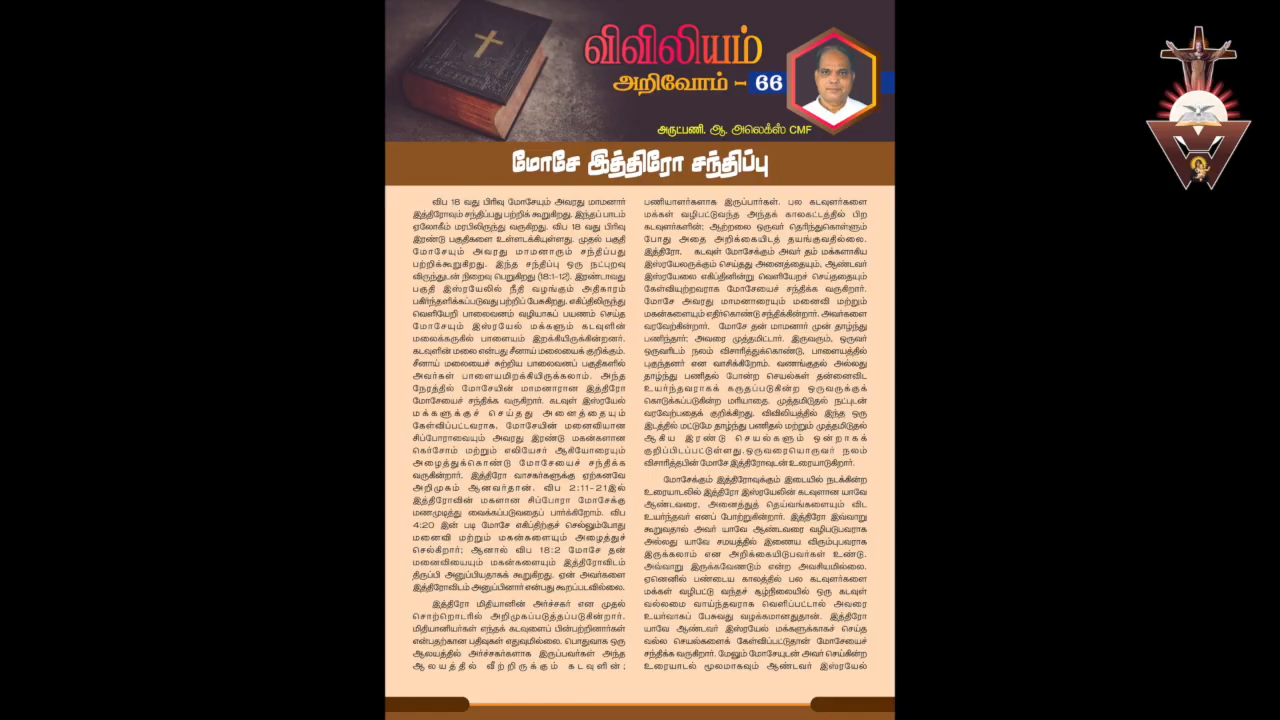 விவிலியம்
அறிவோம் – 66
அருட்பணி. ஆ. அலெக்ஸ் CMF
மோசே இத்திரோ சந்திப்பு
விப 18 வது பிரிவு மோசேயும் அவரது மாமனார்
இத்திரோவும் சந்திப்பது பற்றிக் கூறுகிறது. இந்தப் பாடம்
ஏலோகீம் மரபிலிருந்து வருகிறது. விப 18 வது பிரிவு
இரண்டு பகுதிகளை உள்ளடக்கியுள்ளது. முதல் பகுதி
மோசேயும் அவரது மாமனாரும் சந்திப்பது
பற்றிக்கூறுகிறது. இந்த சந்திப்பு ஒரு நட்புறவு
விருந்துடன் நிறைவு பெறுகிறது (18:1-12). இரண்டாவது
பகுதி இஸ்ரயேலில் நீதி வழங்கும் அதிகாரம்
பகிர்ந்தளிக்கப்படுவது பற்றிப் பேசுகிறது. எகிப்திலிருந்து
வெளியேறி பாலைவனம் வழியாகப் பயணம் செய்த
மோசேயும் இஸ்ரயேல் மக்களும் கடவுளின்
மலைக்கருகில் பாளையம் இறக்கியிருக்கின்றனர்.
கடவுளின் மலை என்பது சீனாய் மலையைக் குறிக்கும்.
சீனாய் மலையைச் சுற்றிய பாலைவனப் பகுதிகளில்
அவர்கள் பாளையமிறக்கியிருக்கலாம். அந்த
நேரத்தில் மோசேயின் மாமனாரான இத்திரோ
மோசேயைச் சந்திக்க வருகிறார். கடவுள் இஸ்ரயேல்
மக்களுக்குச் செய்தது அனைத்தையும்
கேள்விப்பட்டவராக, மோசேயின் மனைவியான
சிப்போராவையும் அவரது இரண்டு மகன்களான
கெர்சோம் மற்றும் எலியேசர் ஆகியோரையும்
அழைத்துக்கொண்டு மோசேயைச் சந்திக்க
வருகின்றார். இத்திரோ வாசகர்களுக்கு ஏற்கனவே
அறிமுகம் ஆனவர்தான். விப 2:11-21இல்
இத்திரோவின் மகளான சிப்போரா மோசேக்கு
மணமுடித்து வைக்கப்படுவதைப் பார்க்கிறோம். விப
4:20 இன் படி மோசே எகிப்திற்குச் செல்லும்போது
மனைவி மற்றும் மகன்களையும் அழைத்துச்
செல்கிறார்; ஆனால் விப 18:2 மோசே தன்
மனைவியையும் மகன்களையும் இத்திரோவிடம்
திருப்பி அனுப்பியதாகக் கூறுகிறது. ஏன் அவர்களை
இத்திரோவிடம் அனுப்பினார் என்பது கூறப்படவில்லை.
இத்திரோ மிதியானின் அர்ச்சகர் என முதல்
சொற்றொடரில் அறிமுகப்படுத்தப்படுகின்றார்.
மிதியானியர்கள் எந்தக் கடவுளைப் பின்பற்றினார்கள்
என்பதற்கான பதிவுகள் எதுவுமில்லை. பொதுவாக ஒரு
ஆலயத்தில் அர்ச்சகர்களாக இருப்பவர்கள் அந்த
ஆலயத்தில் வீற்றிருக்கும் கடவுளின்;
பணியாளர்களாக இருப்பார்கள். பல கடவுளர்களை
மக்கள் வழிபட்டுவந்த அந்தக் காலகட்டத்தில் பிற
கடவுளர்களின்; ஆற்றலை ஒருவர் தெரிந்துகொள்ளும்
போது அதை அறிக்கையிடத் தயங்குவதில்லை.
இத்திரோ, கடவுள் மோசேக்கும் அவர் தம் மக்களாகிய
இஸ்ரயேலருக்கும் செய்தது அனைத்தையும், ஆண்டவர்
இஸ்ரயேலை எகிப்தினின்று வெளியேறச் செய்ததையும்
கேள்வியுற்றவராக மோசேயைச் சந்திக்க வருகிறார்.
மோசே அவரது மாமனாரையும் மனைவி மற்றும்
மகன்களையும் எதிர்கொண்டு சந்திக்கின்றார். அவர்களை
வரவேற்கின்றார். மோசே தன் மாமனார் முன் தாழ்ந்து
பணிந்தார்; அவரை முத்தமிட்டார். இருவரும், ஒருவர்
ஒருவரிடம் நலம் விசாரித்துக்கொண்டு, பாளையத்தில்
புகுந்தனர் என வாசிக்கிறோம். வணங்குதல் அல்லது
தாழ்ந்து பணிதல் போன்ற செயல்கள் தன்னைவிட
உயர்ந்தவராகக் கருதப்படுகின்ற ஒருவருக்குக்
கொடுக்கப்படுகின்ற மரியாதை. முத்தமிடுதல் நட்புடன்
வரவேற்பதைக் குறிக்கிறது. விவிலியத்தில் இந்த ஒரு
இடத்தில் மட்டுமே தாழ்ந்து பணிதல் மற்றும் முத்தமிடுதல்
ஆகிய இரண்டு செயல்களும் ஒன்றாகக்
குறிப்பிடப்பட்டுள்ளது. ஒருவரையொருவர் நலம்
விசாரித்தபின் மோசே இத்திரோவுடன் உரையாடுகிறார்.
மோசேக்கும் இத்திரோவுக்கும் இடையில் நடக்கின்ற
உரையாடலில் இத்திரோ இஸ்ரயேலின் கடவுளான யாவே
ஆண்டவரை, அனைத்துத் தெய்வங்களையும் விட
உயர்ந்தவர் எனப் போற்றுகின்றார். இத்திரோ இவ்வாறு
கூறுவதால் அவர் யாவே ஆண்டவரை வழிபடுபவராக
அல்லது யாவே சமயத்தில் இணைய விரும்புபவராக
இருக்கலாம் என அறிக்கையிடுபவர்கள் உண்டு.
அவ்வாறு இருக்கவேண்டும் என்ற அவசியமில்லை.
ஏனெனில் பண்டைய காலத்தில் பல கடவுளர்களை
மக்கள் வழிபட்டு வந்தச் சூழ்நிலையில் ஒரு கடவுள்
வல்லமை வாய்ந்தவராக வெளிப்பட்டால் அவரை
உயர்வாகப் பேசுவது வழக்கமானதுதான். இத்திரோ
யாவே ஆண்டவர் இஸ்ரயேல் மக்களுக்காகச் செய்த
வல்ல செயல்களைக் கேள்விப்பட்டுதான் மோசேயைச்
சந்திக்க வருகிறார். மேலும் மோசேயுடன் அவர் செய்கின்ற
உரையாடல் மூலமாகவும் ஆண்டவர் இஸ்ரயேல்